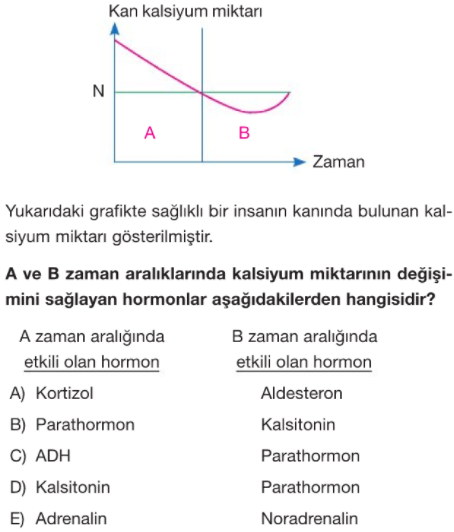 Kan kalsiyum miktarı
N
A
B
Zaman
Yukarıdaki grafikte sağlıklı bir insanın kanında bulunan kal-
siyum miktarı gösterilmiştir.
A ve B zaman aralıklarında kalsiyum miktarının değişi-
mini sağlayan hormonlar aşağıdakilerden hangisidir?
A zaman aralığında B zaman aralığında
etkili olan hormon etkili olan hormon
A) Kortizol Aldesteron
B) Parathormon Kalsitonin
C) ADH Parathormon
D) Kalsitonin Parathormon
E) Adrenalin Noradrenalin